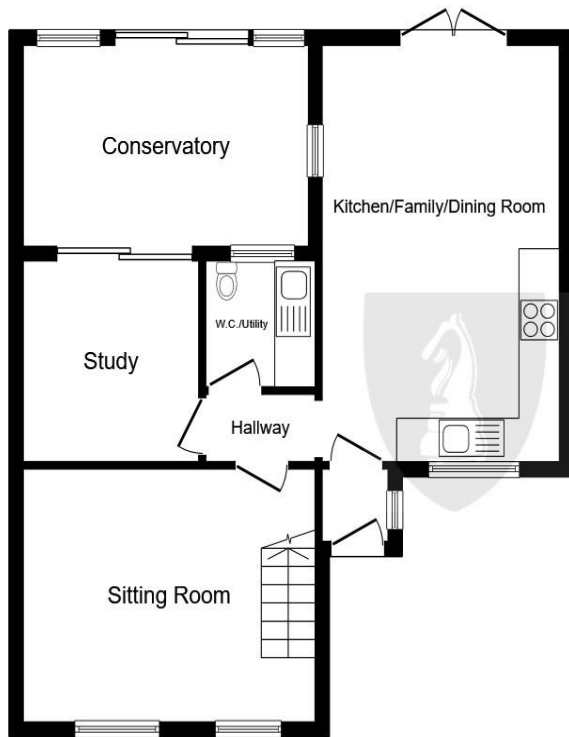 Conservatory
Kitchen/Family/Dining Room
W.C./Utility
Study
Hallway
Sitting Room